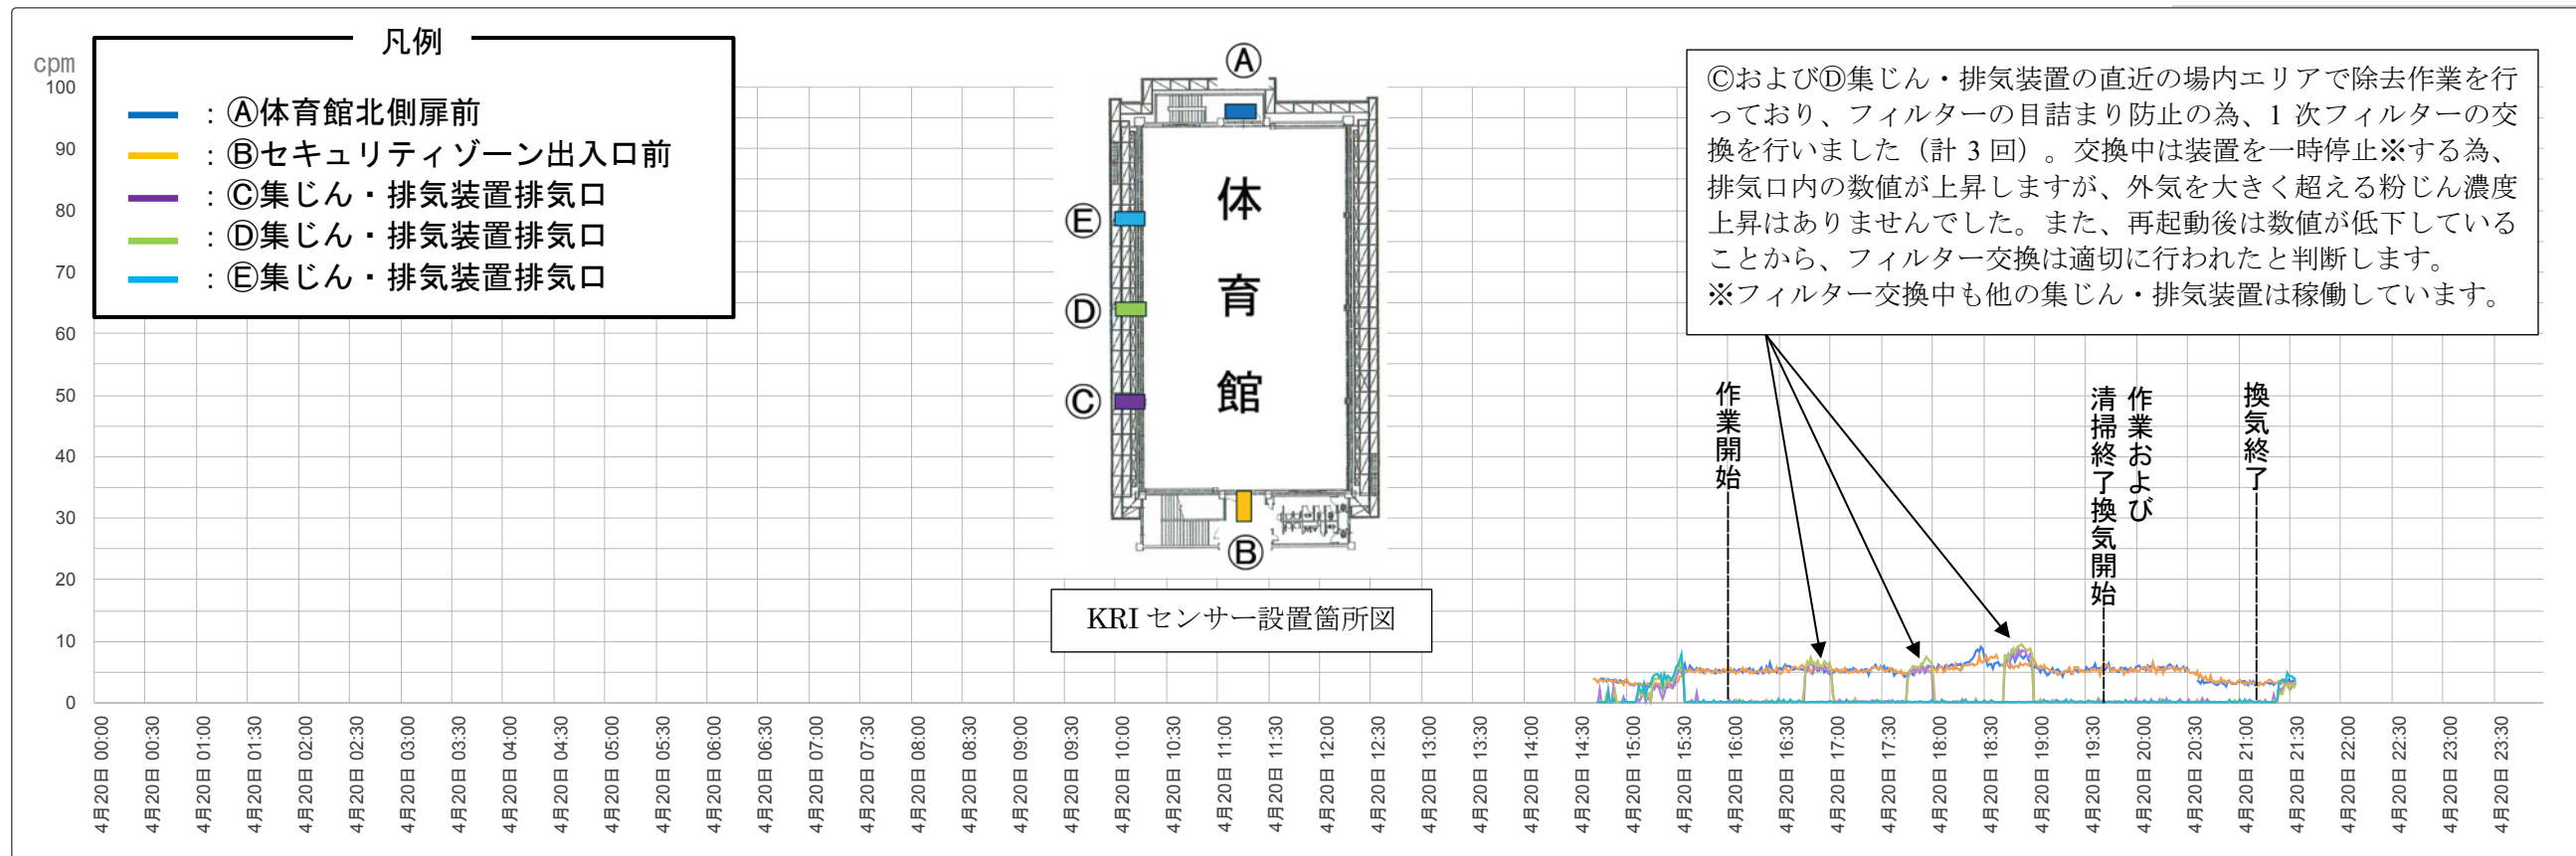 凡例
：Ⓐ体育館北側扉前
：Ⓑセキュリティゾーン出入口前
：Ⓒ集じん・排気装置排気口
：Ⓓ集じん・排気装置排気口
：Ⓔ集じん・排気装置排気口
cpm
100
90
80
70
60
50
40
30
20
10
0
Ⓐ
Ⓔ
Ⓓ
Ⓒ
Ⓑ
体育館
KRIセンサー設置箇所図
ⒸおよびⒹ集じん・排気装置の直近の場内エリアで除去作業を行
っており、フィルターの目詰まり防止の為、1 次フィルターの交
換を行いました（計 3 回）。交換中は装置を一時停止※する為、
排気口内の数値が上昇しますが、外気を大きく超える粉じん濃度
上昇はありませんでした。また、再起動後は数値が低下している
ことから、フィルター交換は適切に行われたと判断します。
※フィルター交換中も他の集じん・排気装置は稼働しています。
作業開始
作業および
清掃終了換気開始
換気終了
4月20日 00:00
4月20日 00:30
4月20日 01:00
4月20日 01:30
4月20日 02:00
4月20日 02:30
4月20日 03:00
4月20日 03:30
4月20日 04:00
4月20日 04:30
4月20日 05:00
4月20日 05:30
4月20日 06:00
4月20日 06:30
4月20日 07:00
4月20日 07:30
4月20日 08:00
4月20日 08:30
4月20日 09:00
4月20日 09:30
4月20日 10:00
4月20日 10:30
4月20日 11:00
4月20日 11:30
4月20日 12:00
4月20日 12:30
4月20日 13:00
4月20日 13:30
4月20日 14:00
4月20日 14:30
4月20日 15:00
4月20日 15:30
4月20日 16:00
4月20日 16:30
4月20日 17:00
4月20日 17:30
4月20日 18:00
4月20日 18:30
4月20日 19:00
4月20日 19:30
4月20日 20:00
4月20日 20:30
4月20日 21:00
4月20日 21:30
4月20日 22:00
4月20日 22:30
4月20日 23:00
4月20日 23:30